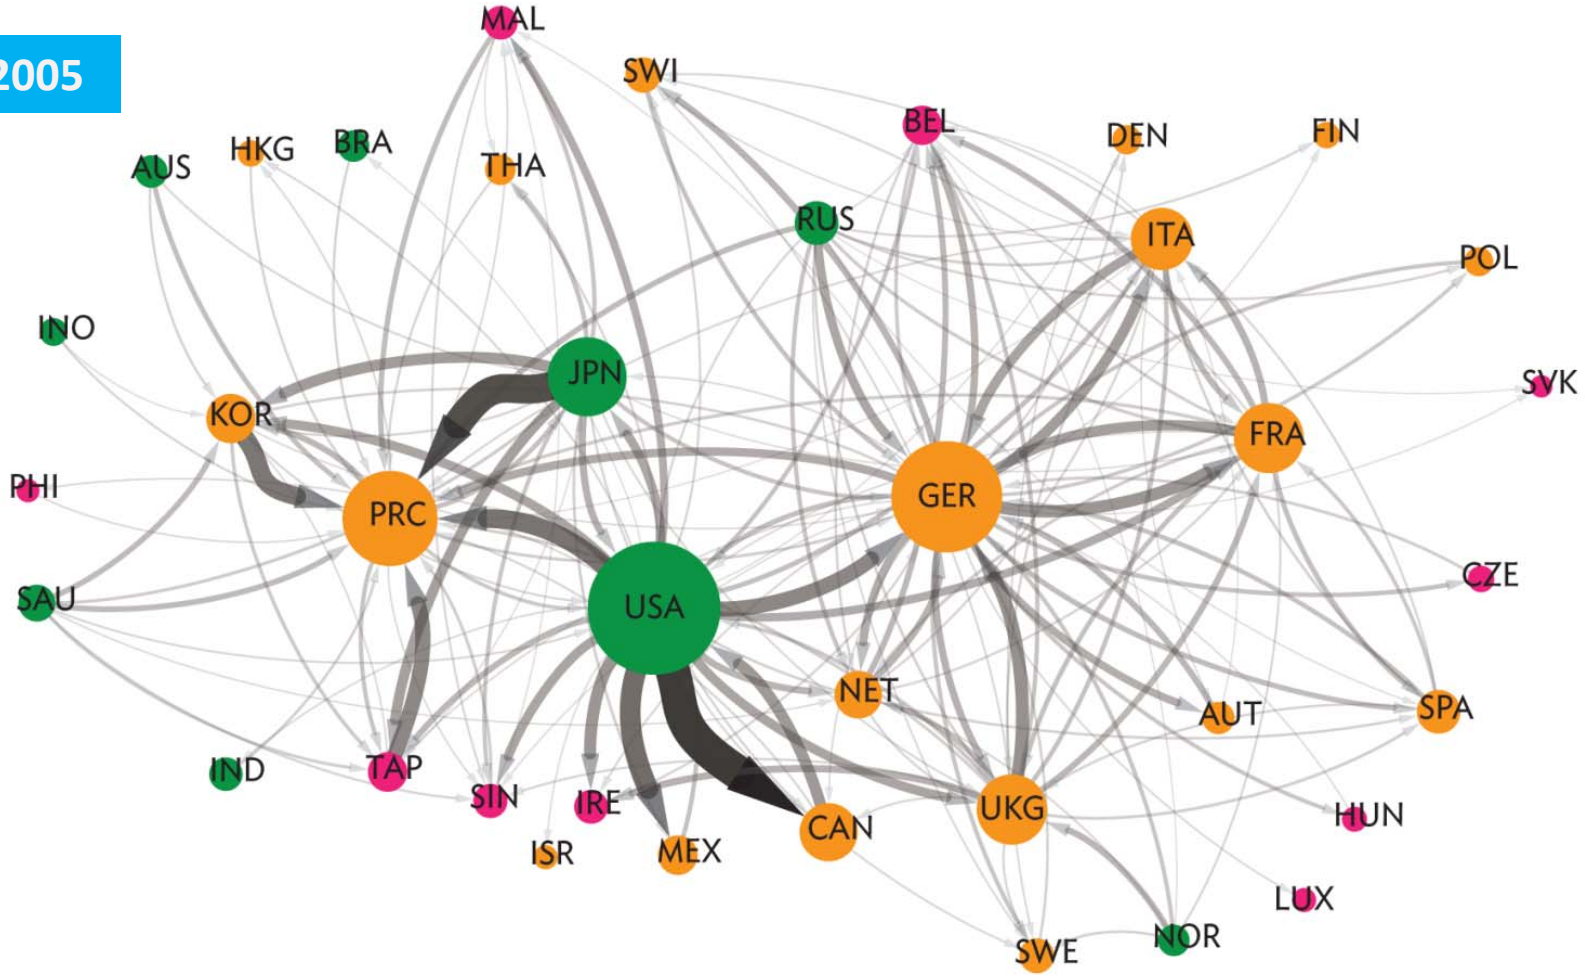 2005
MAL
SWI
BEL
DEN
FIN
AUS
HKG
BRA
THA
RUS
ITA
POL
INO
JPN
SVK
KOR
FRA
PHI
PRC
GER
CZE
SAU
USA
NET
AUT
SPA
IND
TAP
SIN
IRE
UKG
HUN
CAN
ISR
MEX
LUX
SWE
NOR